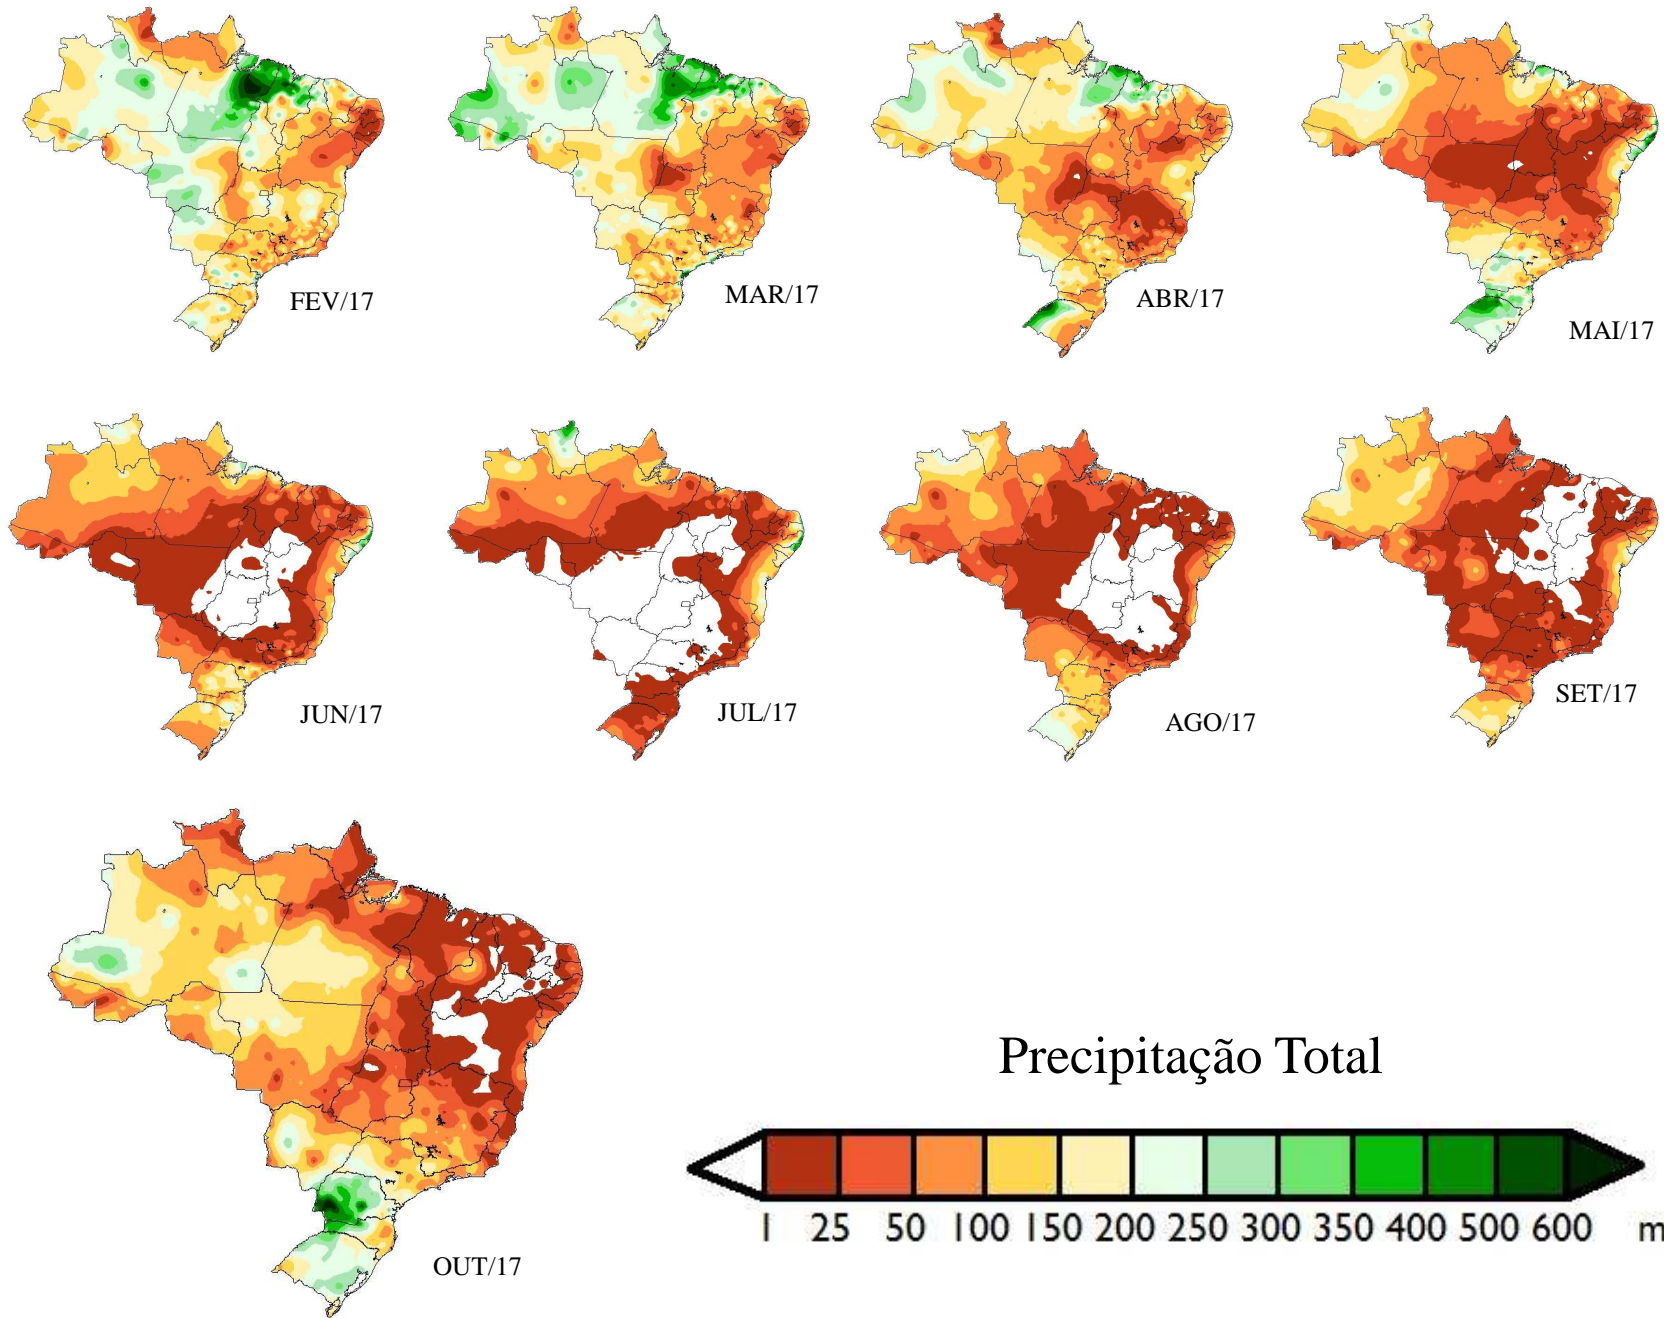 FEV/17
MAR/17
ABR/17
MAI/17
JUN/17
JUL/17
AGO/17
SET/17
OUT/17
Precipitação Total
1 25 50 100 150 200 250 300 350 400 500 600 m